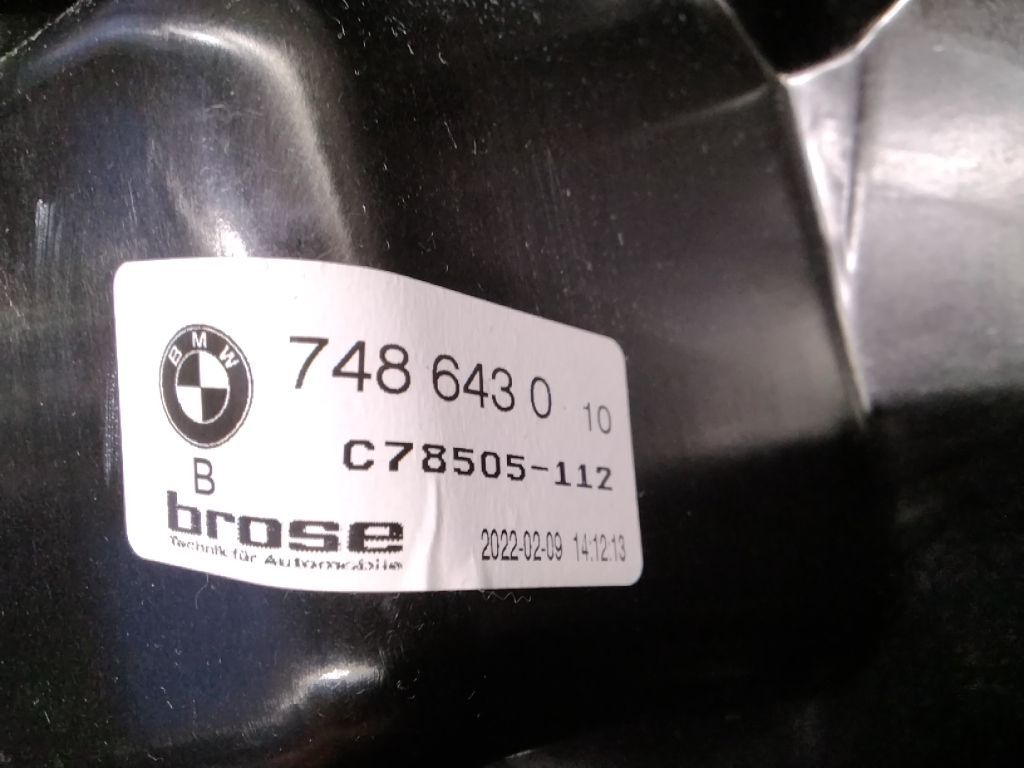 BMW
748 643 0 10
C78505-112
B
brose
Technik für Automobile
2022-02-09 14:12:13